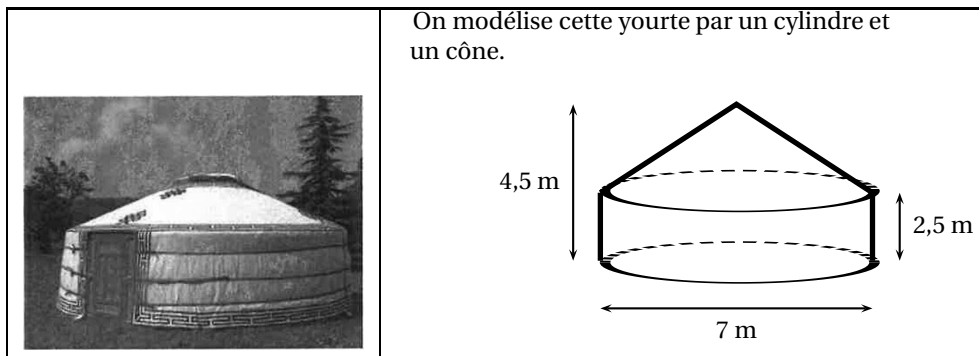 On modélise cette yourte par un cylindre et
un cône.
4,5 m
2,5 m
7 m